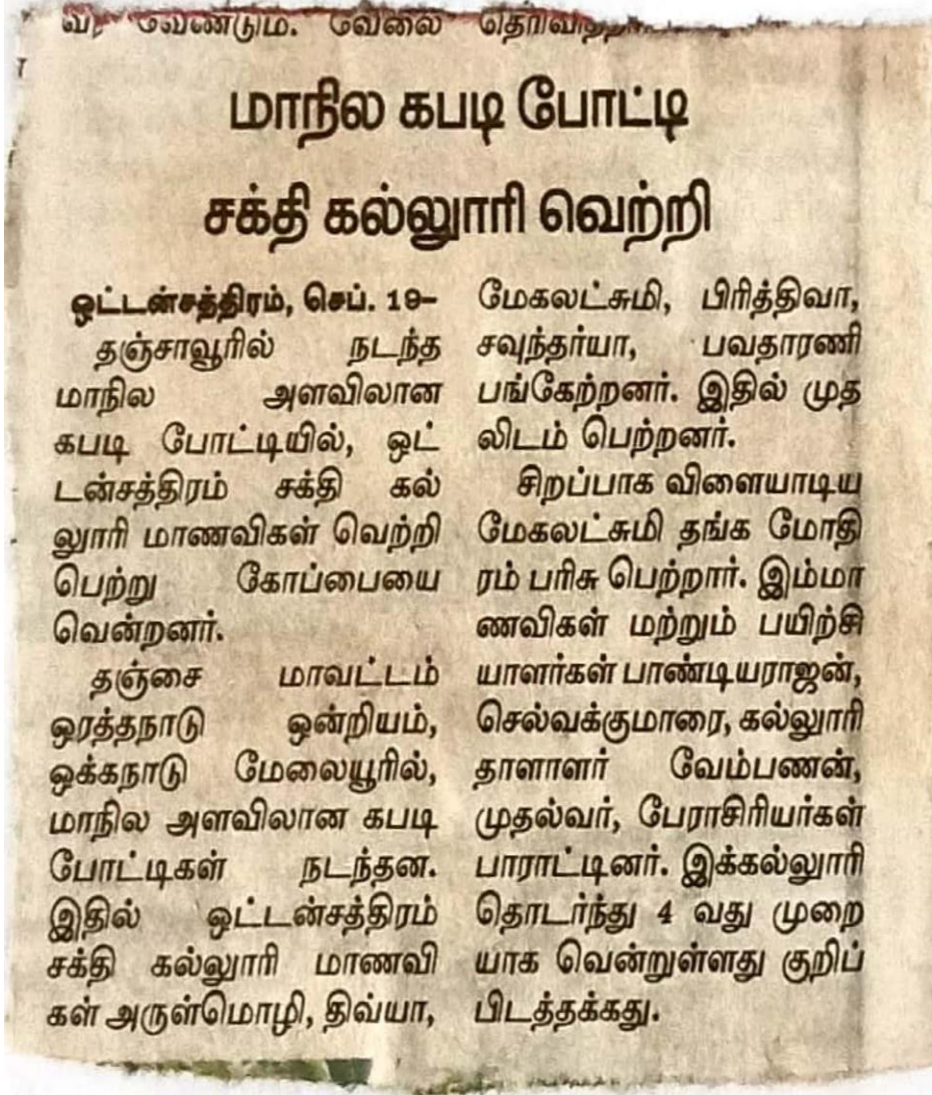 வேண்டும். வேலை
மாநில கபடி போட்டி
சக்தி கல்லூரி வெற்றி
ஒட்டன்சத்திரம், செப். 19–
தஞ்சாவூரில் நடந்த
மாநில அளவிலான
கபடி போட்டியில், ஒட்
டன்சத்திரம் சக்தி கல்
லூரி மாணவிகள் வெற்றி
பெற்று கோப்பையை
வென்றனர்.
தஞ்சை மாவட்டம்
ஒரத்தநாடு ஒன்றியம்,
ஒக்கநாடு மேலையூரில்,
மாநில அளவிலான கபடி
போட்டிகள் நடந்தன.
இதில் ஒட்டன்சத்திரம்
சக்தி கல்லூரி மாணவி
கள் அருள்மொழி, திவ்யா,
மேகலட்சுமி, பிரித்திவா,
சவுந்தர்யா, பவதாரணி
பங்கேற்றனர். இதில் முத
லிடம் பெற்றனர்.
சிறப்பாக விளையாடிய
மேகலட்சுமி தங்க மோதி
ரம் பரிசு பெற்றார். இம்மா
ணவிகள் மற்றும் பயிற்சி
யாளர்கள் பாண்டியராஜன்,
செல்வக்குமாரை, கல்லூரி
தாளாளர் வேம்பணன்,
முதல்வர், பேராசிரியர்கள்
பாராட்டினர். இக்கல்லூரி
தொடர்ந்து 4 வது முறை
யாக வென்றுள்ளது குறிப்
பிடத்தக்கது.